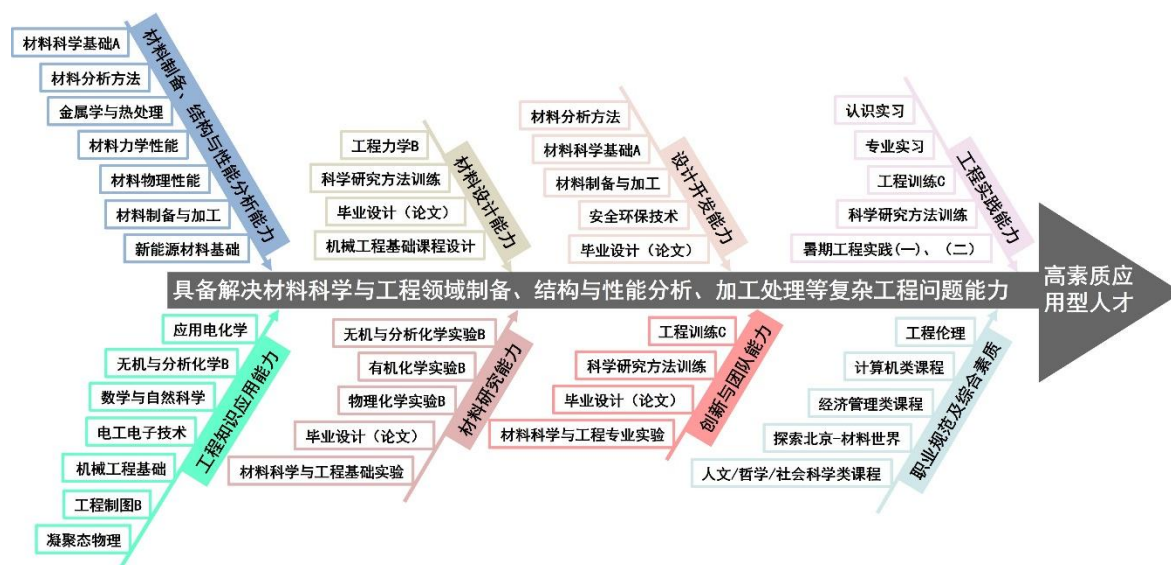 材料制备、结构与性能分析能力
材料科学基础A
材料分析方法
金属学与热处理
材料力学性能
材料物理性能
材料制备与加工
新能源材料基础
材料设计能力
工程力学B
科学研究方法训练
毕业设计（论文）
机械工程基础课程设计
设计开发能力
材料分析方法
材料科学基础A
材料制备与加工
安全环保技术
毕业设计（论文）
工程实践能力
认识实习
专业实习
工程训练C
科学研究方法训练
暑期工程实践(一)、（二）
具备解决材料科学与工程领域制备、结构与性能分析、加工处理等复杂工程问题能力
高素质应
用型人才
工程知识应用能力
应用电化学
无机与分析化学B
数学与自然科学
电工电子技术
机械工程基础
工程制图B
凝聚态物理
材料研究能力
无机与分析化学实验B
有机化学实验B
物理化学实验B
毕业设计（论文）
材料科学与工程基础实验
创新与团队能力
工程训练C
科学研究方法训练
毕业设计（论文）
材料科学与工程专业实验
职业规范及综合素质
工程伦理
计算机类课程
经济管理类课程
探索北京-材料世界
人文/哲学/社会科学类课程